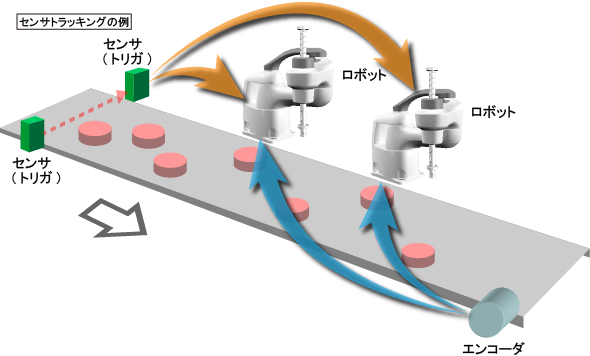 センサトラッキングの例
センサ
（トリガ）
ロボット
ロボット
センサ
（トリガ）
エンコーダ